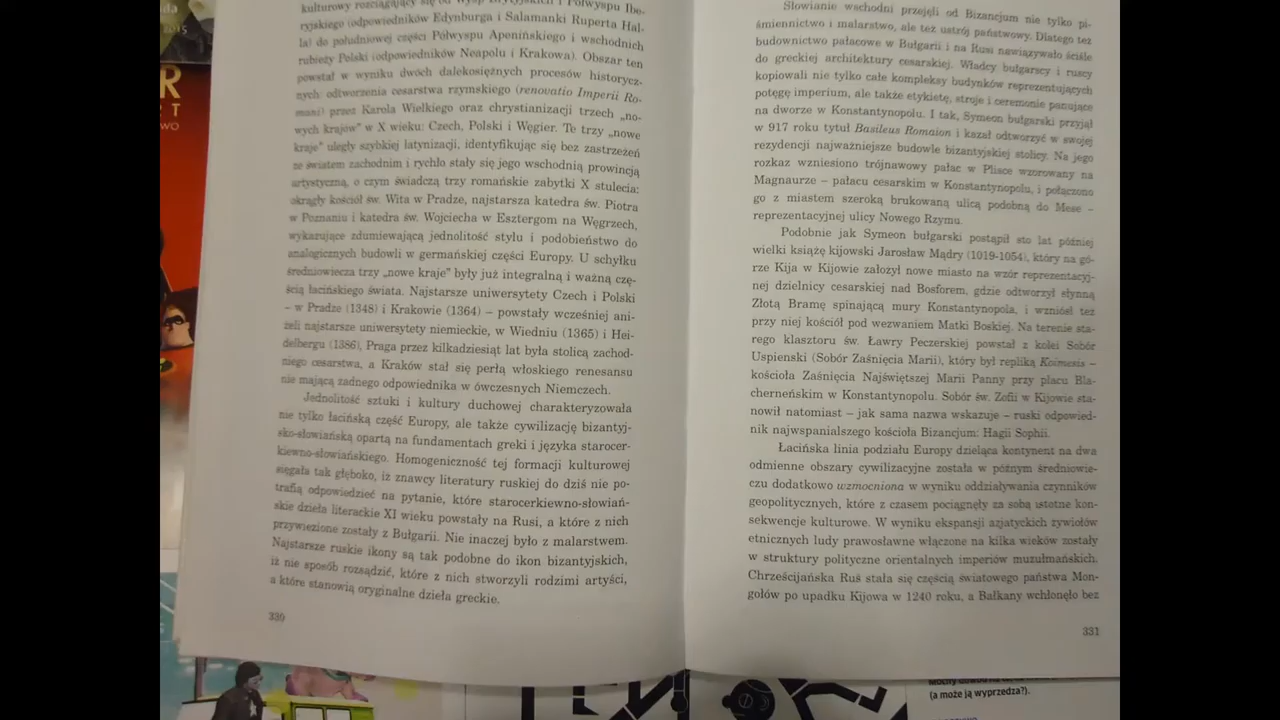 kulturowy rozciągający się od Wysp Brytyjskich i Półwyspu Ibe-
ryjskiego (odpowiedników Edynburga i Salamanki Ruperta Hal-
la) do południowej części Półwyspu Apenińskiego i wschodnich
rubieży Polski (odpowiedników Neapolu i Krakowa). Obszar ten
powstał w wyniku dwóch dalekosiężnych procesów historycz-
nych: odtworzenia cesarstwa rzymskiego (renovatio Imperii Ro-
mani) przez Karola Wielkiego oraz chrystianizacji trzech „no-
wych krajów" w X wieku: Czech, Polski i Węgier. Te trzy „nowe
kraje" uległy szybkiej latynizacji, identyfikując się bez zastrzeżeń
ze światem zachodnim i rychło stały się jego wschodnią prowincją
artystyczną, o czym świadczą trzy romańskie zabytki X stulecia:
okrągły kościół św. Wita w Pradze, najstarsza katedra św. Piotra
w Poznaniu i katedra św. Wojciecha w Esztergom na Węgrzech,
wykazujące zdumiewającą jednolitość stylu i podobieństwo do
analogicznych budowli w germańskiej części Europy. U schyłku
średniowiecza trzy „nowe kraje" były już integralną i ważną czę-
ścią łacińskiego świata. Najstarsze uniwersytety Czech i Polski
– w Pradze (1348) i Krakowie (1364) – powstały wcześniej ani-
żeli najstarsze uniwersytety niemieckie, w Wiedniu (1365) i Hei-
delbergu (1386), Praga przez kilkadziesiąt lat była stolicą zachod-
niego cesarstwa, a Kraków stał się perłą włoskiego renesansu
nie mającą żadnego odpowiednika w ówczesnych Niemczech.
Jednolitość sztuki i kultury duchowej charakteryzowała
nie tylko łacińską część Europy, ale także cywilizację bizantyj-
sko-słowiańską opartą na fundamentach greki i języka starocer-
kiewno-słowiańskiego. Homogeniczność tej formacji kulturowej
sięgała tak głęboko, iż znawcy literatury ruskiej do dziś nie po-
trafią odpowiedzieć na pytanie, które starocerkiewno-słowiań-
skie dzieła literackie XI wieku powstały na Rusi, a które z nich
przywiezione zostały z Bułgarii. Nie inaczej było z malarstwem.
Najstarsze ruskie ikony są tak podobne do ikon bizantyjskich,
iż nie sposób rozsądzić, które z nich stworzyli rodzimi artyści,
a które stanowią oryginalne dzieła greckie.
330
Słowianie wschodni przejęli od Bizancjum nie tylko pi-
śmiennictwo i malarstwo, ale też ustrój państwowy. Dlatego też
budownictwo pałacowe w Bułgarii i na Rusi nawiązywało ściśle
do greckiej architektury cesarskiej. Władcy bułgarscy i ruscy
kopiowali nie tylko całe kompleksy budynków reprezentujących
potęgę imperium, ale także etykietę, stroje i ceremonie panujące
na dworze w Konstantynopolu. I tak, Symeon bułgarski przyjął
w 917 roku tytuł Basileus Romaion i kazał odtworzyć w swojej
rezydencji najważniejsze budowle bizantyjskiej stolicy. Na jego
rozkaz wzniesiono trójnawowy pałac w Plisce wzorowany na
Magnaurze – pałacu cesarskim w Konstantynopolu, i połączono
go z miastem szeroką brukowaną ulicą podobną do Mese –
reprezentacyjnej ulicy Nowego Rzymu.
Podobnie jak Symeon bułgarski postąpił sto lat później
wielki książę kijowski Jarosław Mądry (1019-1054), który na gó-
rze Kija w Kijowie założył nowe miasto na wzór reprezentacyj-
nej dzielnicy cesarskiej nad Bosforem, gdzie odtworzył słynną
Złotą Bramę spinającą mury Konstantynopola, i wzniósł też
przy niej kościół pod wezwaniem Matki Boskiej. Na terenie sta-
rego klasztoru św. Ławry Peczerskiej powstał z kolei Sobór
Uspienski (Sobór Zaśnięcia Marii), który był repliką Koimesis –
kościoła Zaśnięcia Najświętszej Marii Panny przy placu Bla-
cherneńskim w Konstantynopolu. Sobór św. Zofii w Kijowie sta-
nowił natomiast – jak sama nazwa wskazuje – ruski odpowied-
nik najwspanialszego kościoła Bizancjum: Hagii Sophii.
Łacińska linia podziału Europy dzieląca kontynent na dwa
odmienne obszary cywilizacyjne została w późnym średniowie-
czu dodatkowo wzmocniona w wyniku oddziaływania czynników
geopolitycznych, które z czasem pociągnęły za sobą istotne kon-
sekwencje kulturowe. W wyniku ekspansji azjatyckich żywiołów
etnicznych ludy prawosławne włączone na kilka wieków zostały
w struktury polityczne orientalnych imperiów muzułmańskich.
Chrześcijańska Ruś stała się częścią światowego państwa Mon-
gołów po upadku Kijowa w 1240 roku, a Bałkany wchłonęło bez
331
(a może ją wyprzedza?).